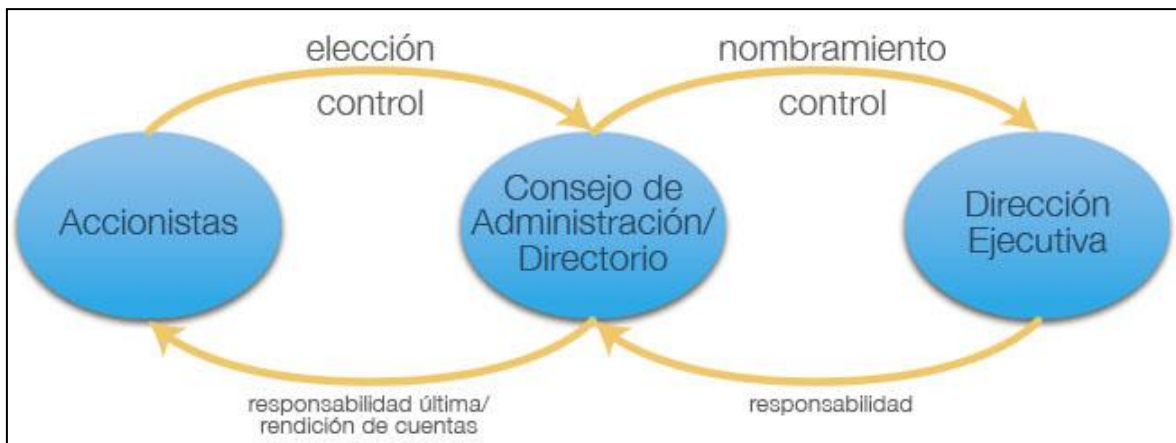 elección
control
nombramiento
control
Accionistas
Consejo de
Administración/
Directorio
Dirección
Ejecutiva
responsabilidad última/
rendición de cuentas
responsabilidad